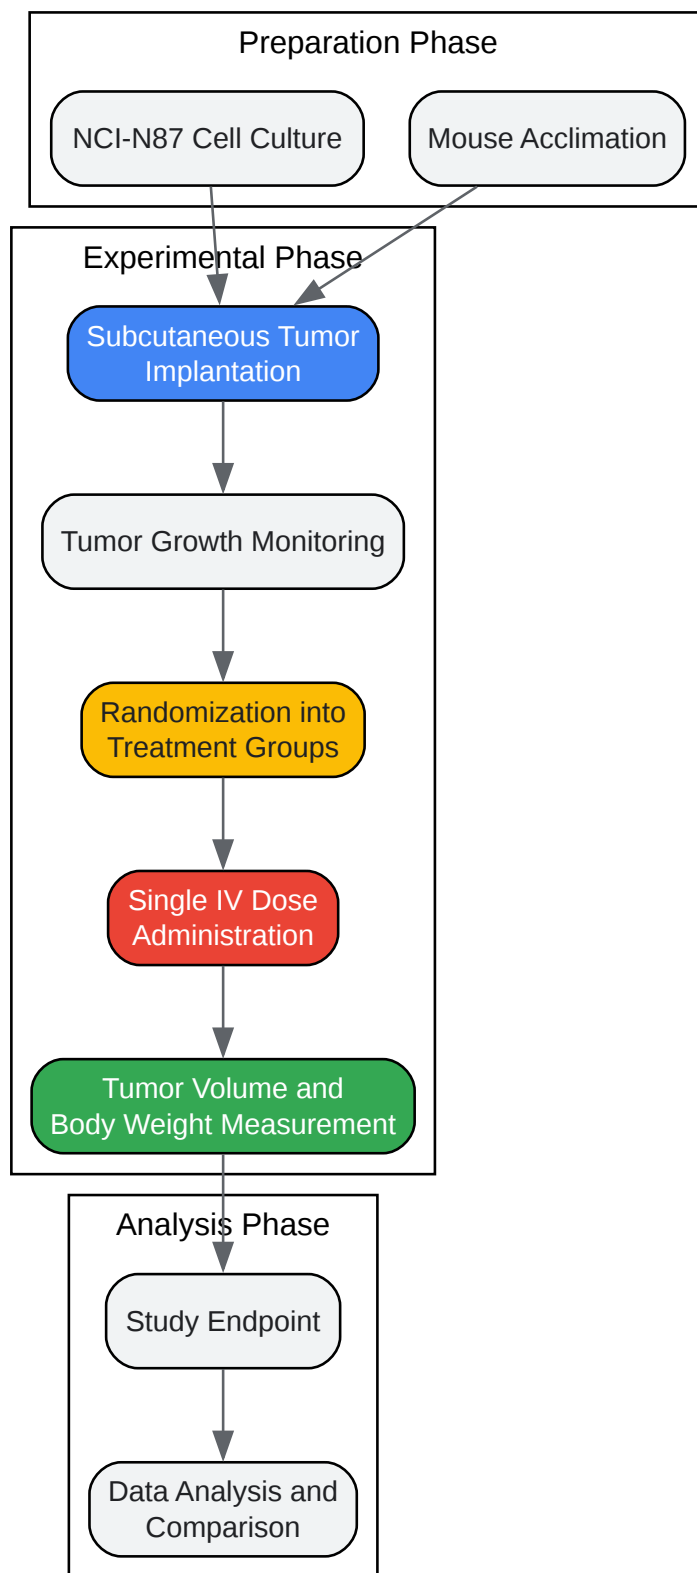 Preparation Phase
NCI-N87 Cell Culture
Mouse Acclimation
Experimental Phase
Subcutaneous Tumor
Implantation
Tumor Growth Monitoring
Randomization into
Treatment Groups
Single IV Dose
Administration
Tumor Volume and
Body Weight Measurement
Analysis Phase
Study Endpoint
Data Analysis and
Comparison